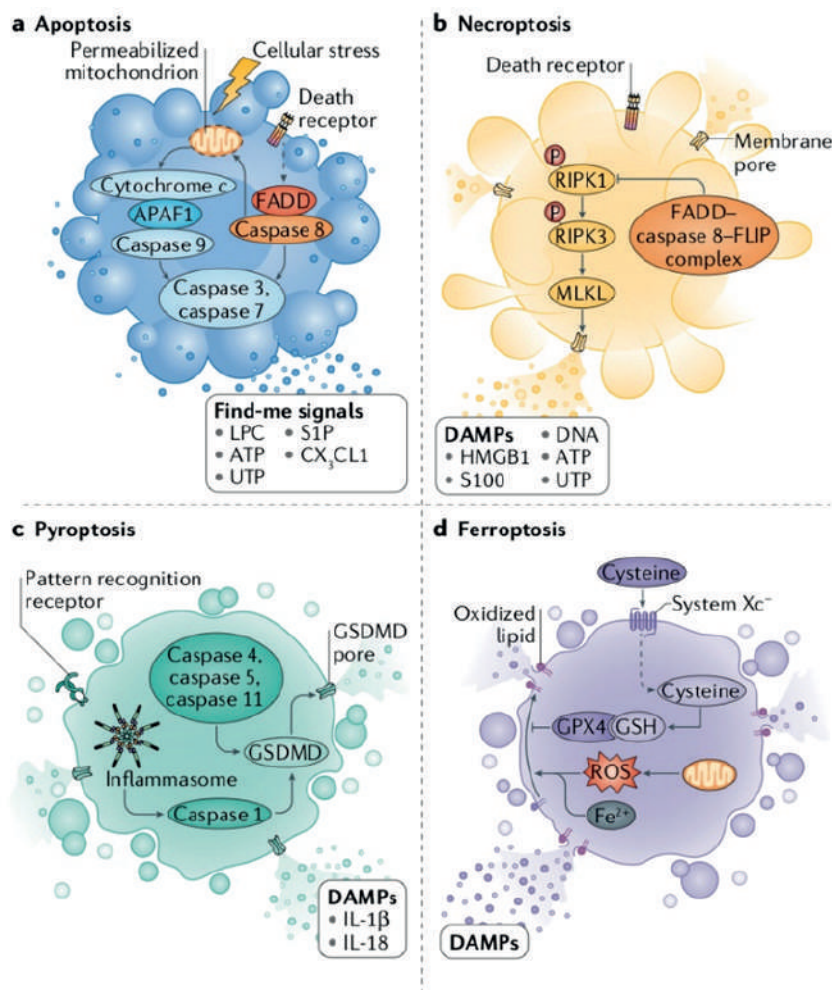 a Apoptosis
Permeabilized
mitochondrion
Cellular stress
Death
receptor
Cytochrome c
APAF1
Caspase 9
FADD
Caspase 8
Caspase 3,
caspase 7
Find-me signals
• LPC • S1P
• ATP • CX₃CL1
• UTP
b Necroptosis
Death receptor
Membrane
pore
P
RIPK1
P
RIPK3
MLKL
FADD–
caspase 8–FLIP
complex
DAMPs • DNA
• HMGB1 • ATP
• S100 • UTP
c Pyroptosis
Pattern recognition
receptor
GSDMD
pore
Caspase 4,
caspase 5,
caspase 11
GSDMD
Inflammasome
Caspase 1
DAMPs
• IL-1β
• IL-18
d Ferroptosis
Cysteine
System Xc⁻
Oxidized
lipid
Cysteine
GPX4 GSH
ROS
Fe²⁺
DAMPs